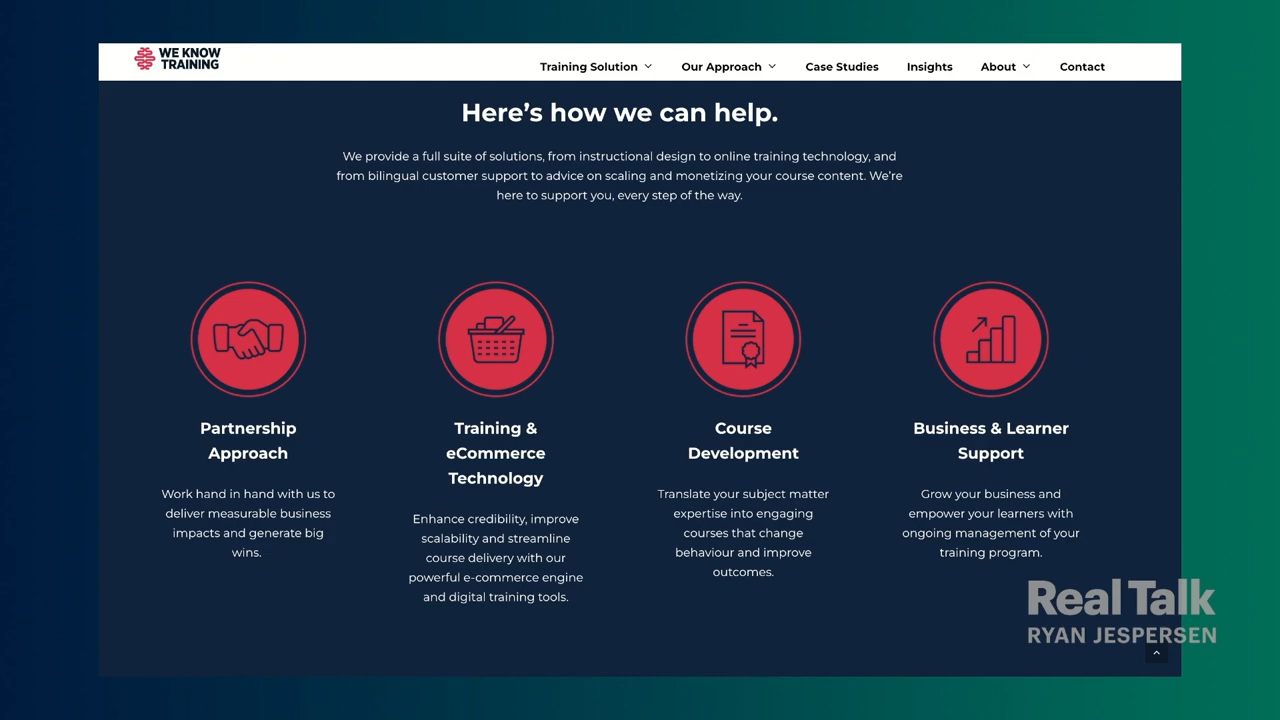 WE KNOW
TRAINING
Training Solution
Our Approach
Case Studies
Insights
About
Contact
Here's how we can help.
We provide a full suite of solutions, from instructional design to online training technology, and
from bilingual customer support to advice on scaling and monetizing your course content. We're
here to support you, every step of the way.
Partnership
Approach
Work hand in hand with us to
deliver measurable business
impacts and generate big
wins.
Training &
eCommerce
Technology
Enhance credibility, improve
scalability and streamline
course delivery with our
powerful e-commerce engine
and digital training tools.
Course
Development
Translate your subject matter
expertise into engaging
courses that change
behaviour and improve
outcomes.
Business & Learner
Support
Grow your business and
empower your learners with
ongoing management of your
training program.
Real Talk
RYAN JESPERSEN